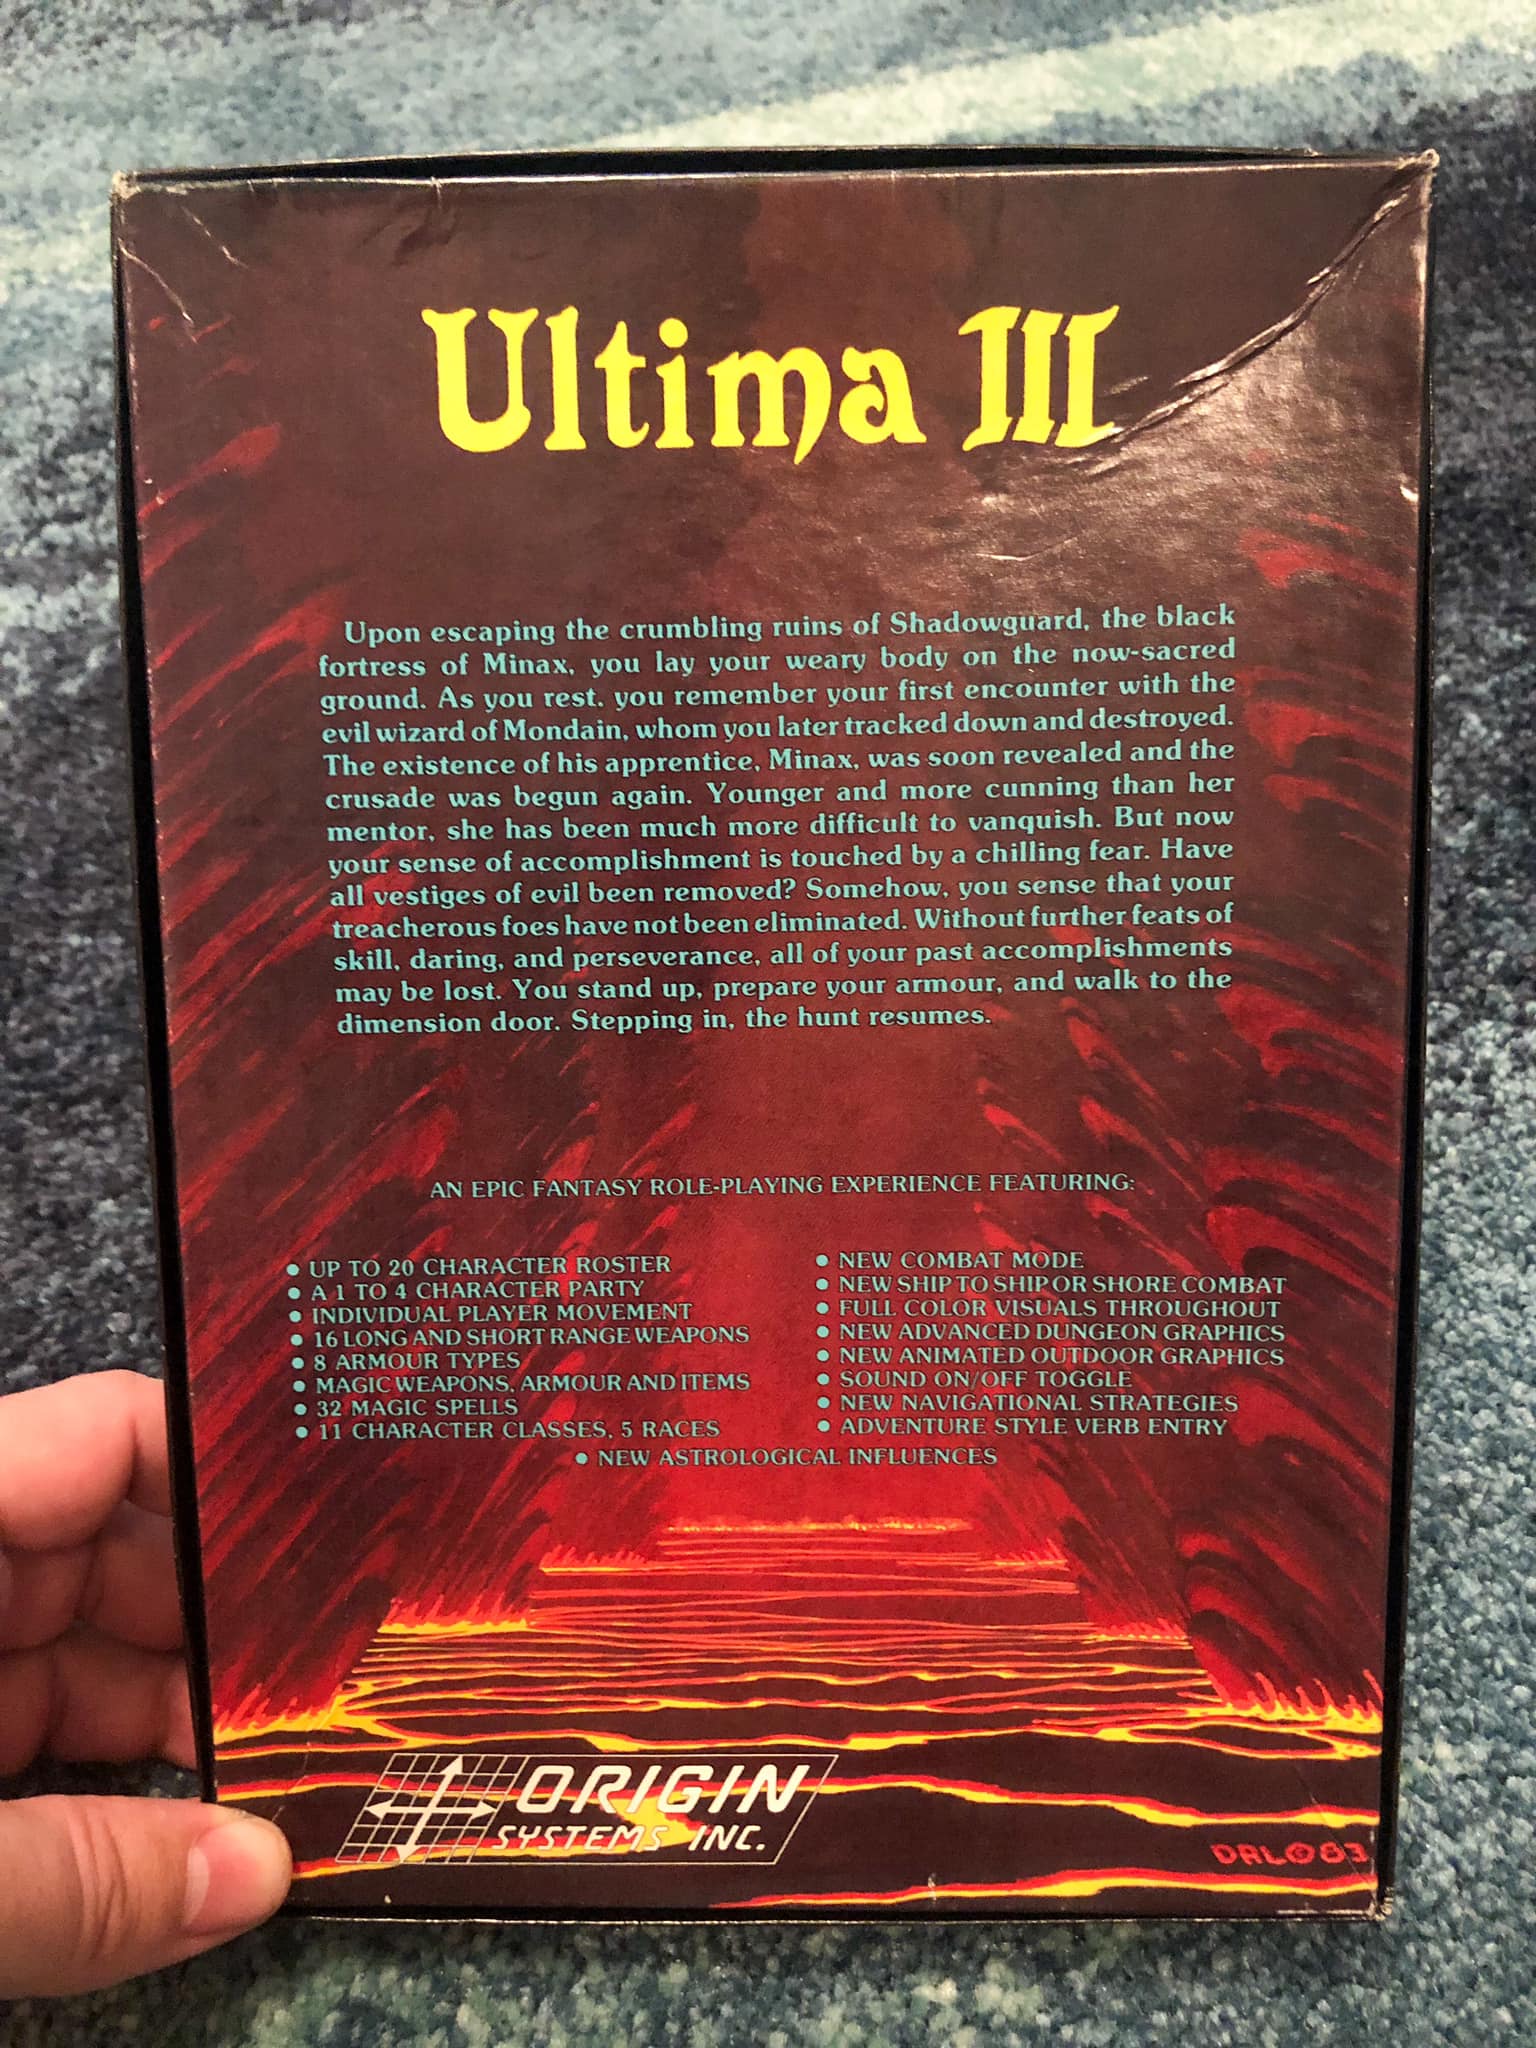 Ultima III
Upon escaping the crumbling ruins of Shadowguard, the black
fortress of Minax, you lay your weary body on the now-sacred
ground. As you rest, you remember your first encounter with the
evil wizard of Mondain, whom you later tracked down and destroyed.
The existence of his apprentice, Minax, was soon revealed and the
crusade was begun again. Younger and more cunning than her
mentor, she has been much more difficult to vanquish. But now
your sense of accomplishment is touched by a chilling fear. Have
all vestiges of evil been removed? Somehow, you sense that your
treacherous foes have not been eliminated. Without further feats of
skill, daring, and perseverance, all of your past accomplishments
may be lost. You stand up, prepare your armour, and walk to the
dimension door. Stepping in, the hunt resumes.
AN EPIC FANTASY ROLE-PLAYING EXPERIENCE FEATURING:
• UP TO 20 CHARACTER ROSTER
• A 1 TO 4 CHARACTER PARTY
• INDIVIDUAL PLAYER MOVEMENT
• 16 LONG AND SHORT RANGE WEAPONS
• 8 ARMOUR TYPES
• MAGIC WEAPONS, ARMOUR AND ITEMS
• 32 MAGIC SPELLS
• 11 CHARACTER CLASSES, 5 RACES
• NEW COMBAT MODE
• NEW SHIP TO SHIP OR SHORE COMBAT
• FULL COLOR VISUALS THROUGHOUT
• NEW ADVANCED DUNGEON GRAPHICS
• NEW ANIMATED OUTDOOR GRAPHICS
• SOUND ON/OFF TOGGLE
• NEW NAVIGATIONAL STRATEGIES
• ADVENTURE STYLE VERB ENTRY
• NEW ASTROLOGICAL INFLUENCES
ORIGIN
SYSTEMS INC.
DRL©83